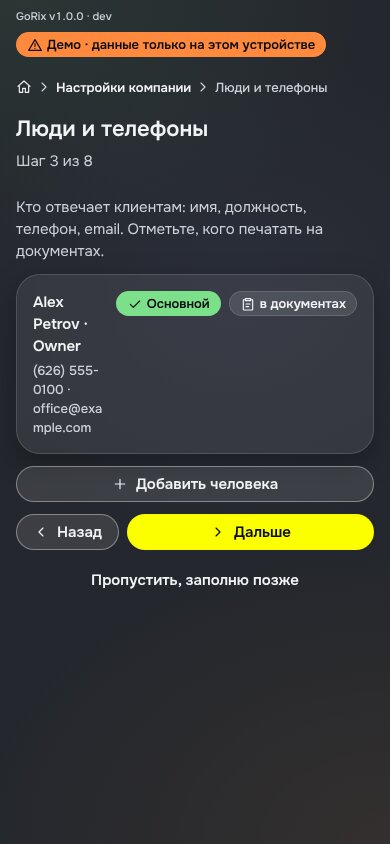 GoRix v1.0.0 · dev
Демо · данные только на этом устройстве
Настройки компании
Люди и телефоны
Люди и телефоны
Шаг 3 из 8
Кто отвечает клиентам: имя, должность,
телефон, email. Отметьте, кого печатать на
документах.
Alex
Petrov ·
Owner
(626) 555-
0100 ·
office@exa
mple.com
Основной
в документах
Добавить человека
Назад
Дальше
Пропустить, заполню позже